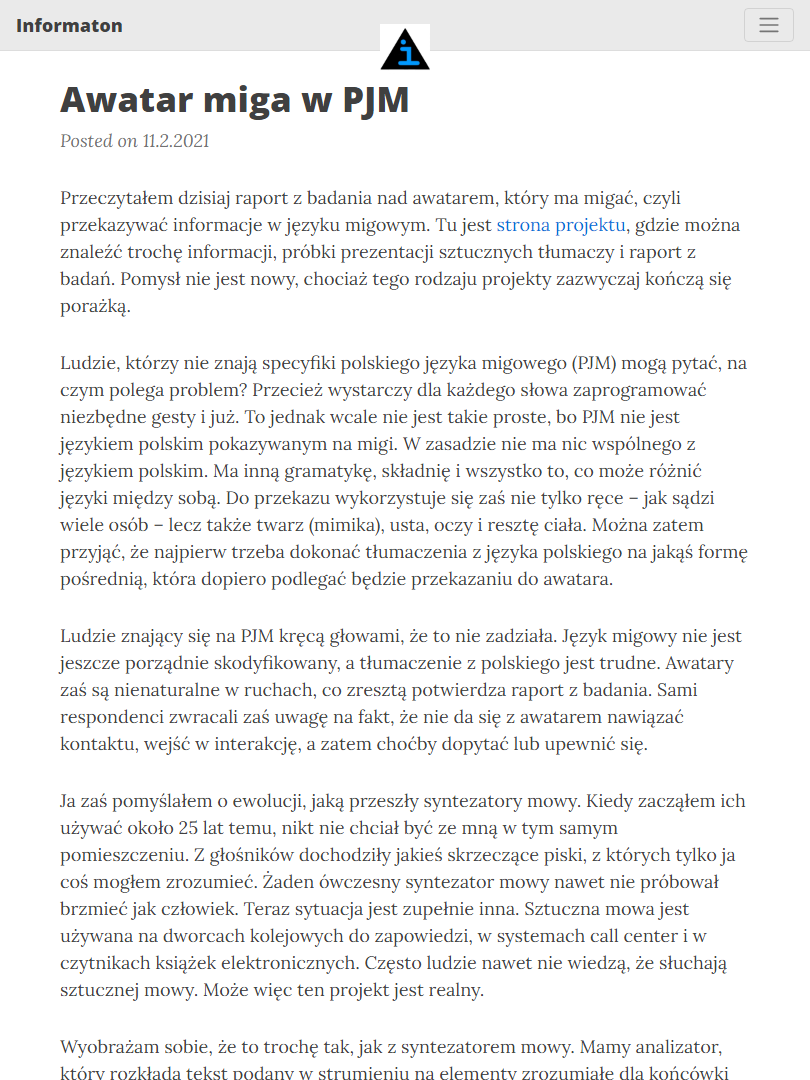 Informaton
i
Awatar miga w PJM
Posted on 11.2.2021
Przeczytałem dzisiaj raport z badania nad awatarem, który ma migać, czyli
przekazywać informacje w języku migowym. Tu jest strona projektu, gdzie można
znaleźć trochę informacji, próbki prezentacji sztucznych tłumaczy i raport z
badań. Pomysł nie jest nowy, chociaż tego rodzaju projekty zazwyczaj kończą się
porażką.
Ludzie, którzy nie znają specyfiki polskiego języka migowego (PJM) mogą pytać, na
czym polega problem? Przecież wystarczy dla każdego słowa zaprogramować
niezbędne gesty i już. To jednak wcale nie jest takie proste, bo PJM nie jest
językiem polskim pokazywanym na migi. W zasadzie nie ma nic wspólnego z
językiem polskim. Ma inną gramatykę, składnię i wszystko to, co może różnić
języki między sobą. Do przekazu wykorzystuje się zaś nie tylko ręce – jak sądzi
wiele osób – lecz także twarz (mimika), usta, oczy i resztę ciała. Można zatem
przyjąć, że najpierw trzeba dokonać tłumaczenia z języka polskiego na jakąś formę
pośrednią, która dopiero podlegać będzie przekazaniu do awatara.
Ludzie znający się na PJM kręcą głowami, że to nie zadziała. Język migowy nie jest
jeszcze porządnie skodyfikowany, a tłumaczenie z polskiego jest trudne. Awatary
zaś są nienaturalne w ruchach, co zresztą potwierdza raport z badania. Sami
respondenci zwracali zaś uwagę na fakt, że nie da się z awatarem nawiązać
kontaktu, wejść w interakcję, a zatem choćby dopytać lub upewnić się.
Ja zaś pomyślałem o ewolucji, jaką przeszły syntezatory mowy. Kiedy zacząłem ich
używać około 25 lat temu, nikt nie chciał być ze mną w tym samym
pomieszczeniu. Z głośników dochodziły jakieś skrzeczące piski, z których tylko ja
coś mogłem zrozumieć. Żaden ówczesny syntezator mowy nawet nie próbował
brzmieć jak człowiek. Teraz sytuacja jest zupełnie inna. Sztuczna mowa jest
używana na dworcach kolejowych do zapowiedzi, w systemach call center i w
czytnikach książek elektronicznych. Często ludzie nawet nie wiedzą, że słuchają
sztucznej mowy. Może więc ten projekt jest realny.
Wyobrażam sobie, że to trochę tak, jak z syntezatorem mowy. Mamy analizator,
który rozkłada tekst podany w strumieniu na elementy zrozumiałe dla końcówki